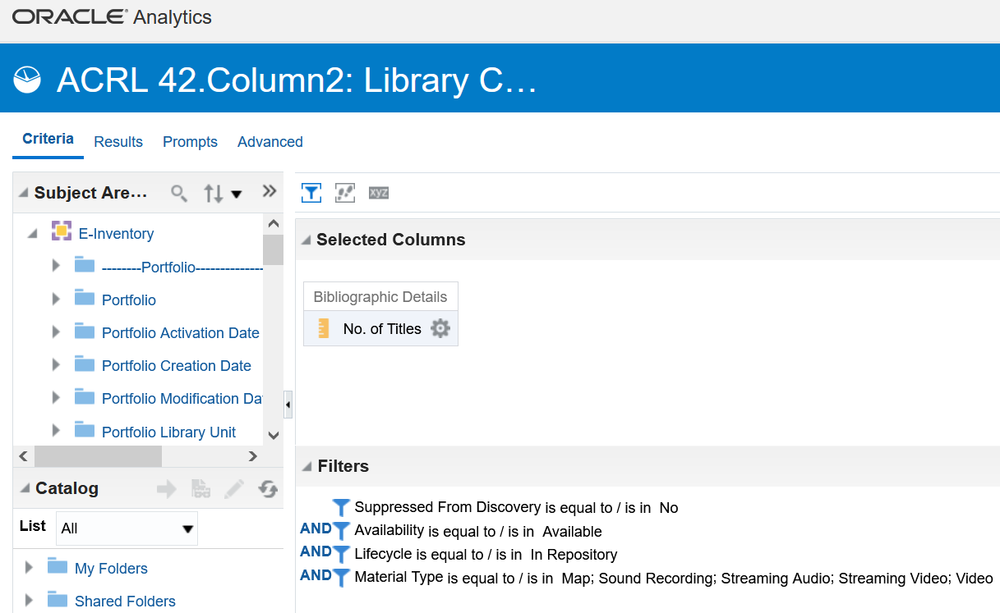 ORACLE® Analytics
ACRL 42.Column2: Library C...
Criteria
Results
Prompts
Advanced
Subject Are...
E-Inventory
--------Portfolio--------------
Portfolio
Portfolio Activation Date
Portfolio Creation Date
Portfolio Modification Da
Portfolio Library Unit
Catalog
List All
My Folders
Shared Folders
xyz
Selected Columns
Bibliographic Details
No. of Titles
Filters
Suppressed From Discovery is equal to / is in No
AND Availability is equal to / is in Available
AND Lifecycle is equal to / is in In Repository
AND Material Type is equal to / is in Map; Sound Recording; Streaming Audio; Streaming Video; Video